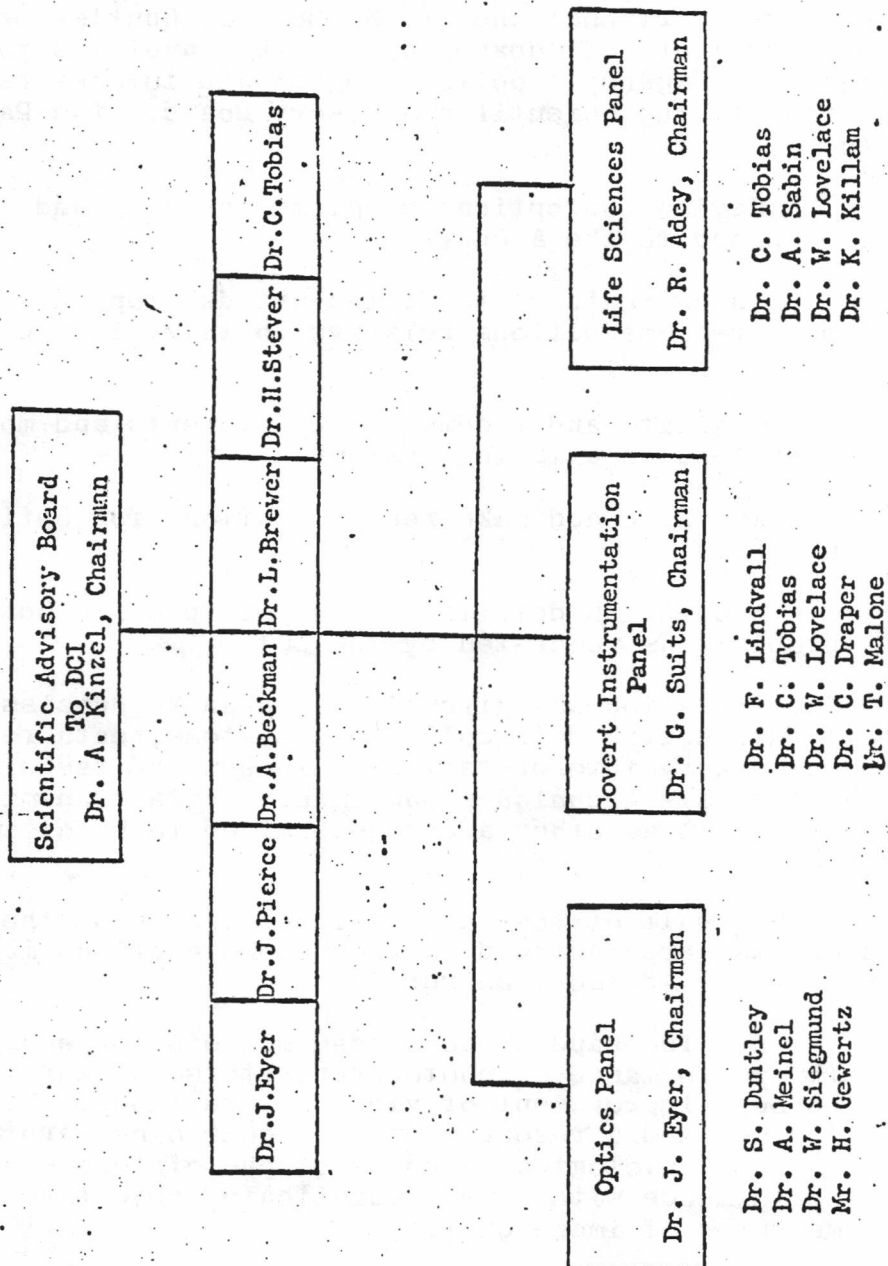 Scientific Advisory Board
To DCI
Dr. A. Kinzel, Chairman
Dr.J.Eyer
Dr.J.Pierce
Dr.A.Beckman
Dr.L.Brewer
Dr.H.Stever
Dr.C.Tobias
Optics Panel
Dr. J. Eyer, Chairman
Dr. S. Duntley
Dr. A. Meinel
Dr. W. Siegmund
Mr. H. Gewertz
Covert Instrumentation
Panel
Dr. G. Suits, Chairman
Dr. F. Lindvall
Dr. C. Tobias
Dr. W. Lovelace
Dr. C. Draper
Dr. T. Malone
Life Sciences Panel
Dr. R. Adey, Chairman
Dr. C. Tobias
Dr. A. Sabin
Dr. W. Lovelace
Dr. K. Killam